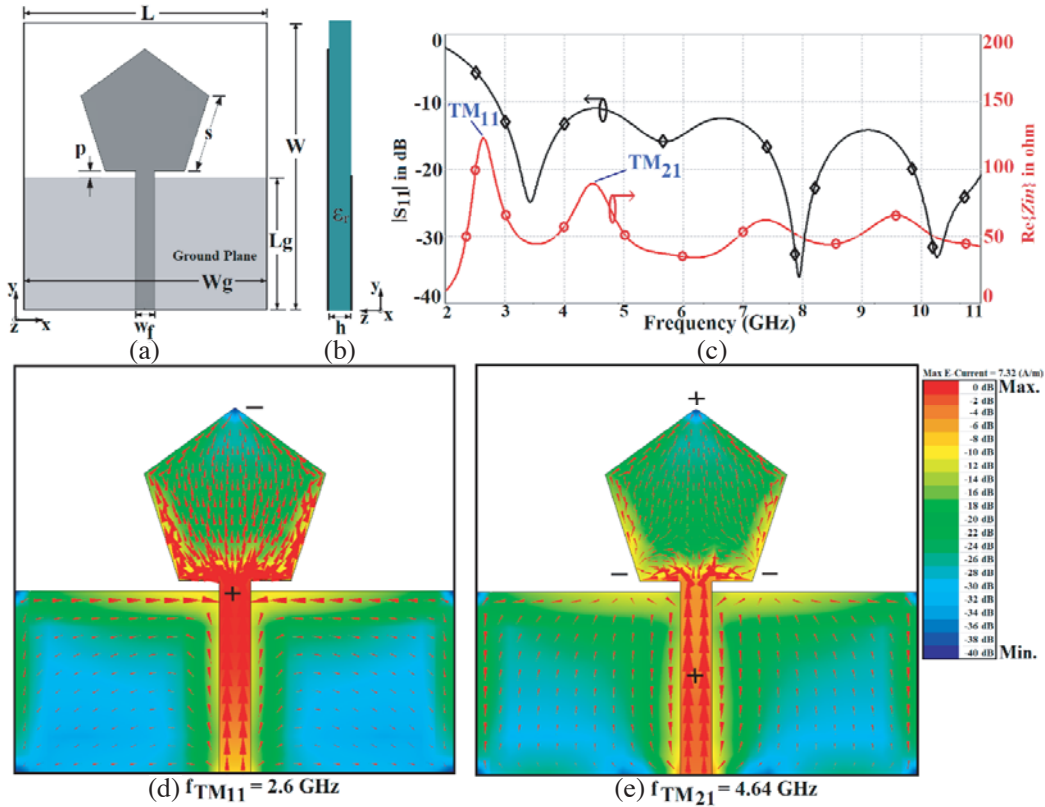 L
W
s
p
Lg
Ground Plane
Wg
wf
y
z x
(a)
εr
h
y
z
(b)
|S11| in dB
0
-10
-20
-30
-40
TM11
TM21
200
150
100
50
0
Re{Zin} in ohm
2 3 4 5 6 7 8 9 10 11
Frequency (GHz)
(c)
−
+
(d) fTM11 = 2.6 GHz
+
− −
+
(e) fTM21 = 4.64 GHz
Max E-Current = 7.32 (A/m)
0 dB Max.
-2 dB
-4 dB
-6 dB
-8 dB
-10 dB
-12 dB
-14 dB
-16 dB
18 dB
-20 dB
-22 dB
-24 dB
-26 dB
-28 dB
-30 dB
-32 dB
-34 dB
-36 dB
-38 dB
-40 dB Min.